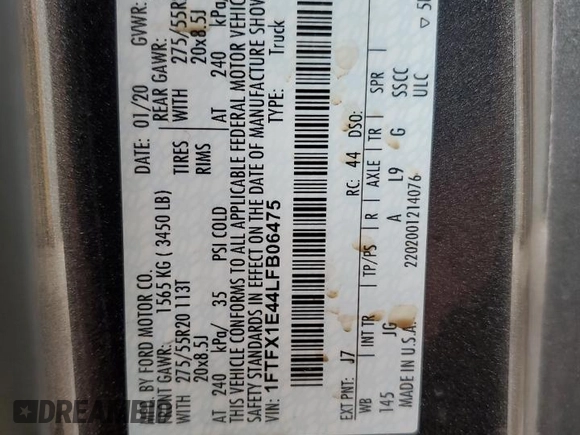 MFD. BY FORD MOTOR CO.
DATE: 01/20 GVWR:
FRONT GAWR: 1565 KG ( 3450 LB) REAR GAWR:
WITH 275/55R20 113T TIRES WITH 275/55R
20x8.5J RIMS 20x8.5J
AT 240 kPa/ 35 PSI COLD AT 240 kPa/
THIS VEHICLE CONFORMS TO ALL APPLICABLE FEDERAL MOTOR VEHIC
SAFETY STANDARDS IN EFFECT ON THE DATE OF MANUFACTURE SHOW
VIN: 1FTFX1E44LFB06475 TYPE: Truck
EXT PNT: J7 RC: 44 DSO:
WB INT TR TP/PS R AXLE TR SPR
145 JG A L9 G SSCC
MADE IN U.S.A. 2202001214076 ULC
DREAMBID